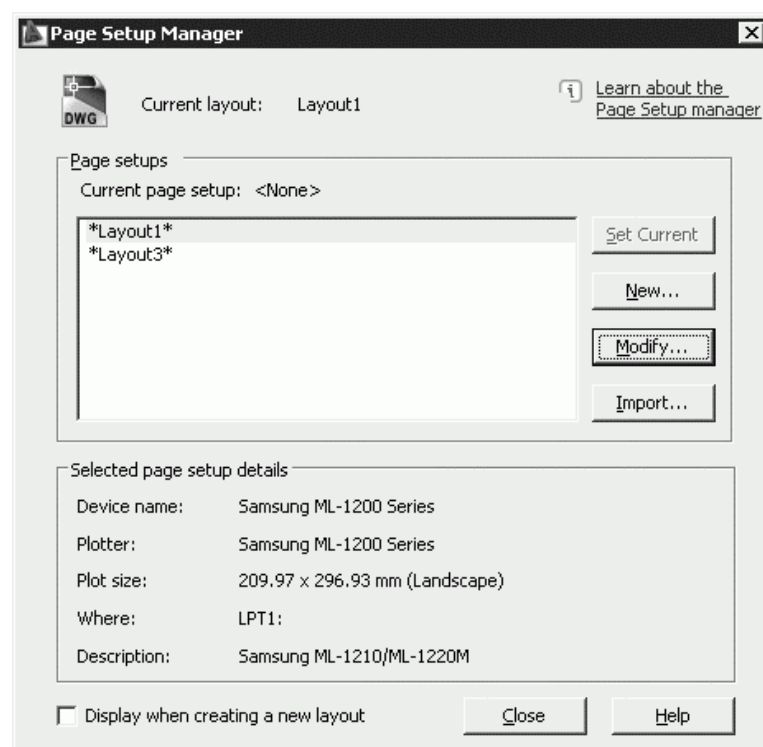 Page Setup Manager
DWG
Current layout: Layout1
Learn about the
Page Setup manager
Page setups
Current page setup: <None>
*Layout1*
*Layout3*
Set Current
New...
Modify...
Import...
Selected page setup details
Device name: Samsung ML-1200 Series
Plotter: Samsung ML-1200 Series
Plot size: 209.97 x 296.93 mm (Landscape)
Where: LPT1:
Description: Samsung ML-1210/ML-1220M
Display when creating a new layout
Close
Help